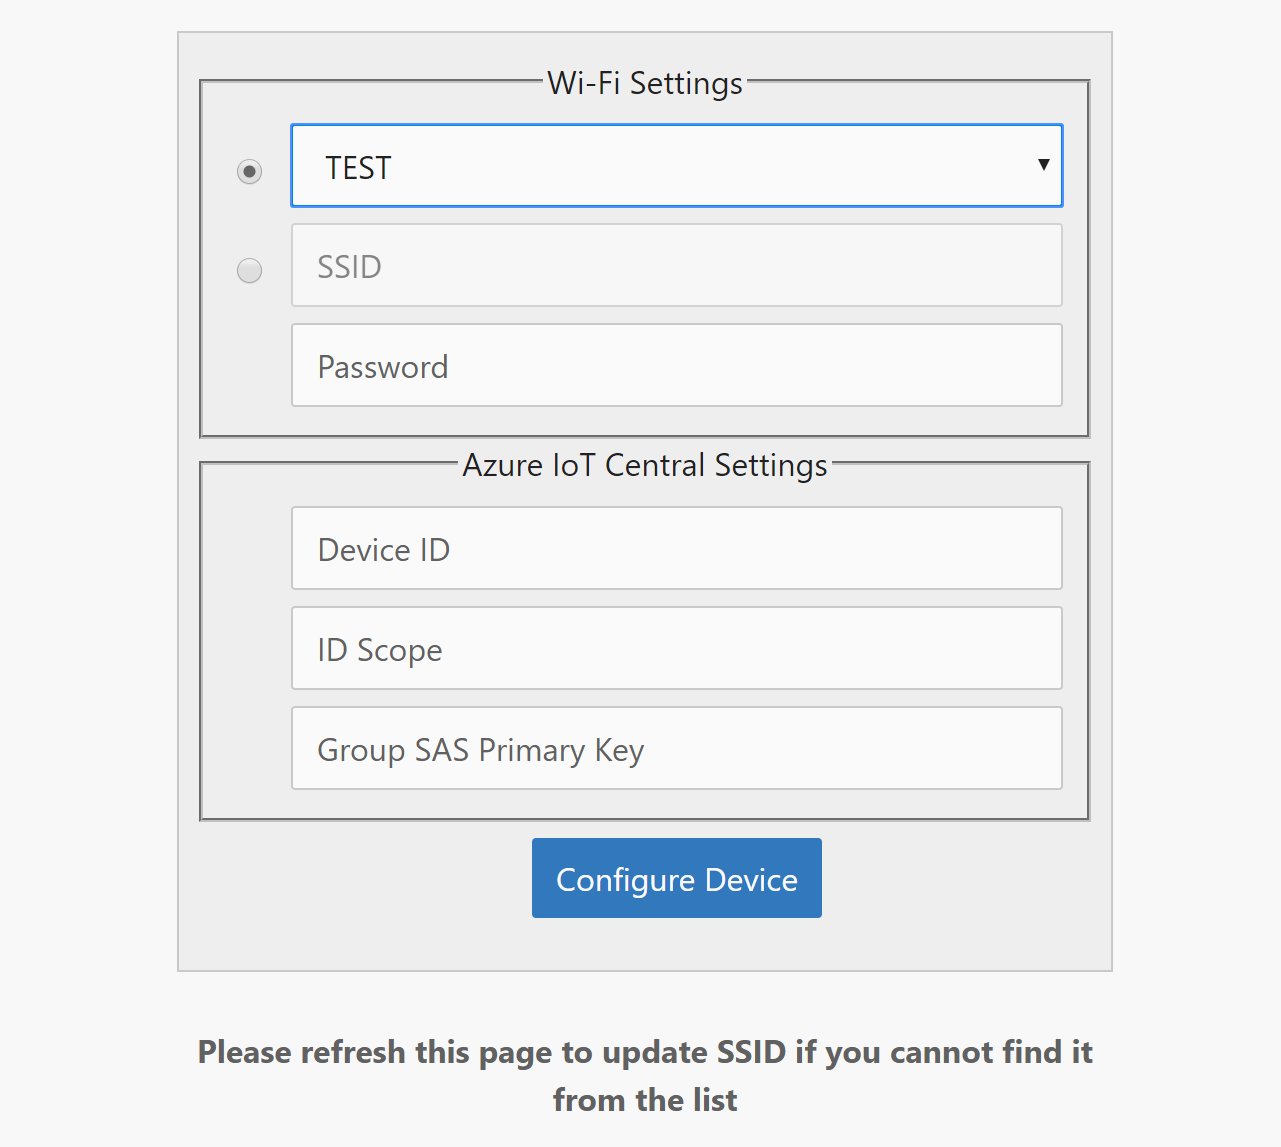 Wi-Fi Settings
TEST
SSID
Password
Azure IoT Central Settings
Device ID
ID Scope
Group SAS Primary Key
Configure Device
Please refresh this page to update SSID if you cannot find it
from the list